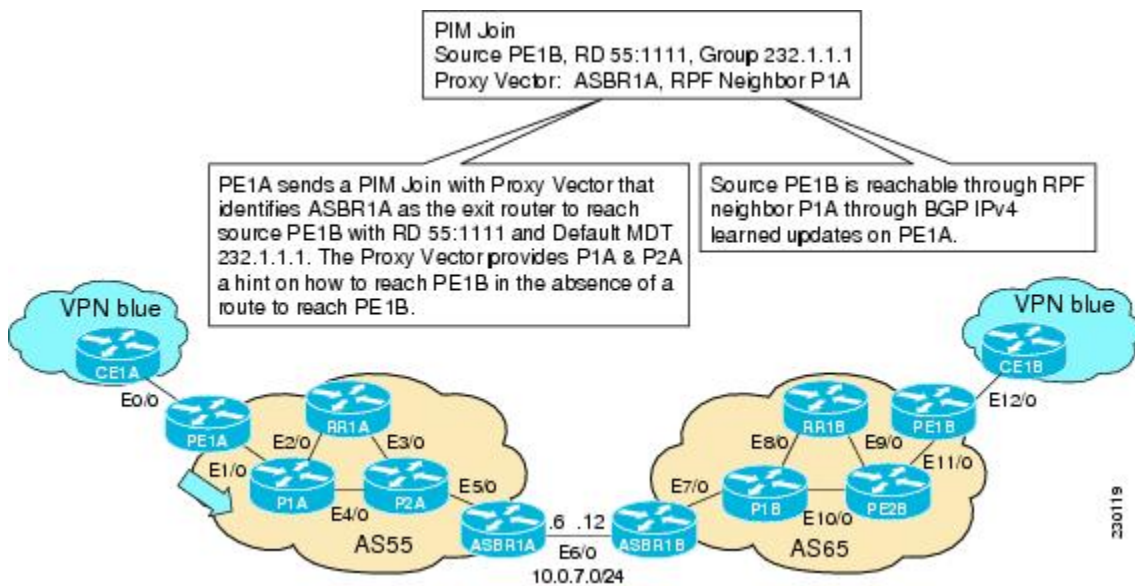 PIM Join
Source PE1B, RD 55:1111, Group 232.1.1.1
Proxy Vector: ASBR1A, RPF Neighbor P1A
PE1A sends a PIM Join with Proxy Vector that
identifies ASBR1A as the exit router to reach
source PE1B with RD 55:1111 and Default MDT
232.1.1.1. The Proxy Vector provides P1A & P2A
a hint on how to reach PE1B in the absence of a
route to reach PE1B.
Source PE1B is reachable through RPF
neighbor P1A through BGP IPv4
learned updates on PE1A.
VPN blue
CE1A
E0/0
PE1A
E1/0
E2/0
RR1A
E3/0
P1A
E4/0
P2A
E5/0
AS55
ASBR1A
.6 .12
E6/0
10.0.7.0/24
ASBR1B
E7/0
P1B
E8/0
RR1B
E9/0
E10/0
PE2B
E11/0
PE1B
AS65
E12/0
VPN blue
CE1B
230119